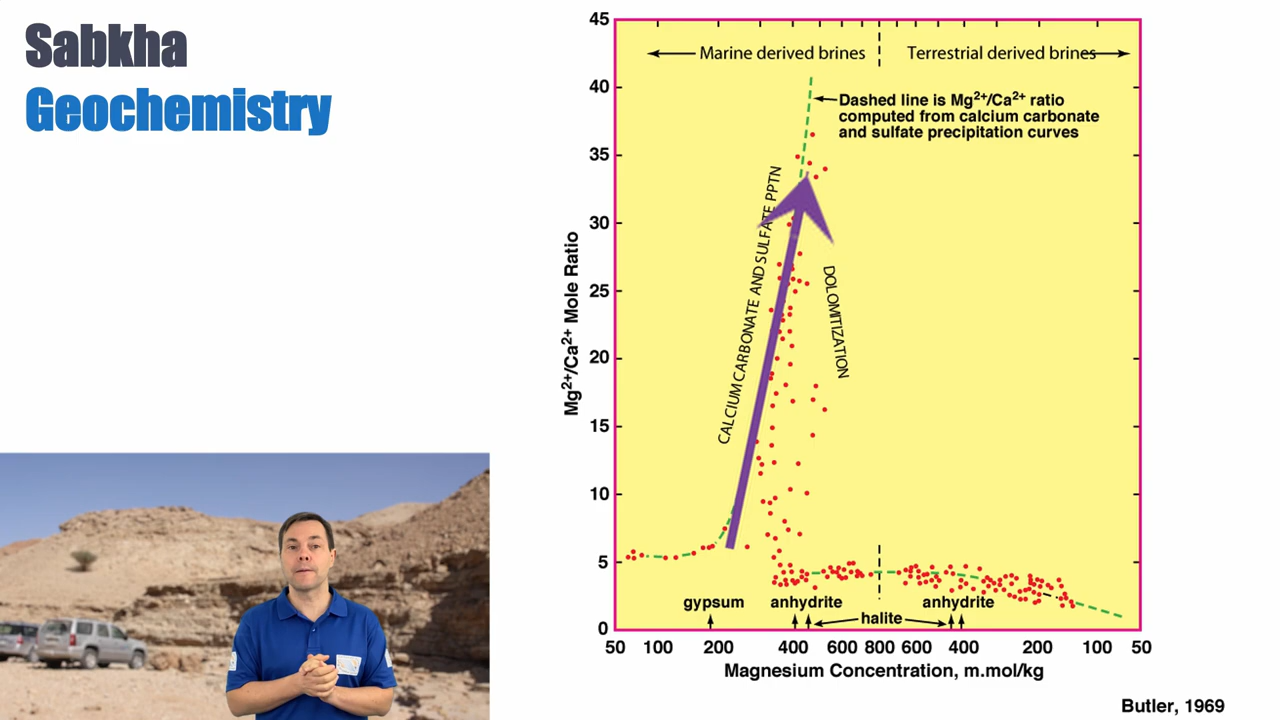 Sabkha
Geochemistry
45
40
35
30
25
20
15
10
5
0
Mg²⁺/Ca²⁺ Mole Ratio
Marine derived brines
Terrestrial derived brines
Dashed line is Mg²⁺/Ca²⁺ ratio
computed from calcium carbonate
and sulfate precipitation curves
CALCIUM CARBONATE AND SULFATE PPTN
DOLOMITIZATION
gypsum
anhydrite
anhydrite
halite
50 100 200 400 600 800 600 400 200 100 50
Magnesium Concentration, m.mol/kg
Butler, 1969